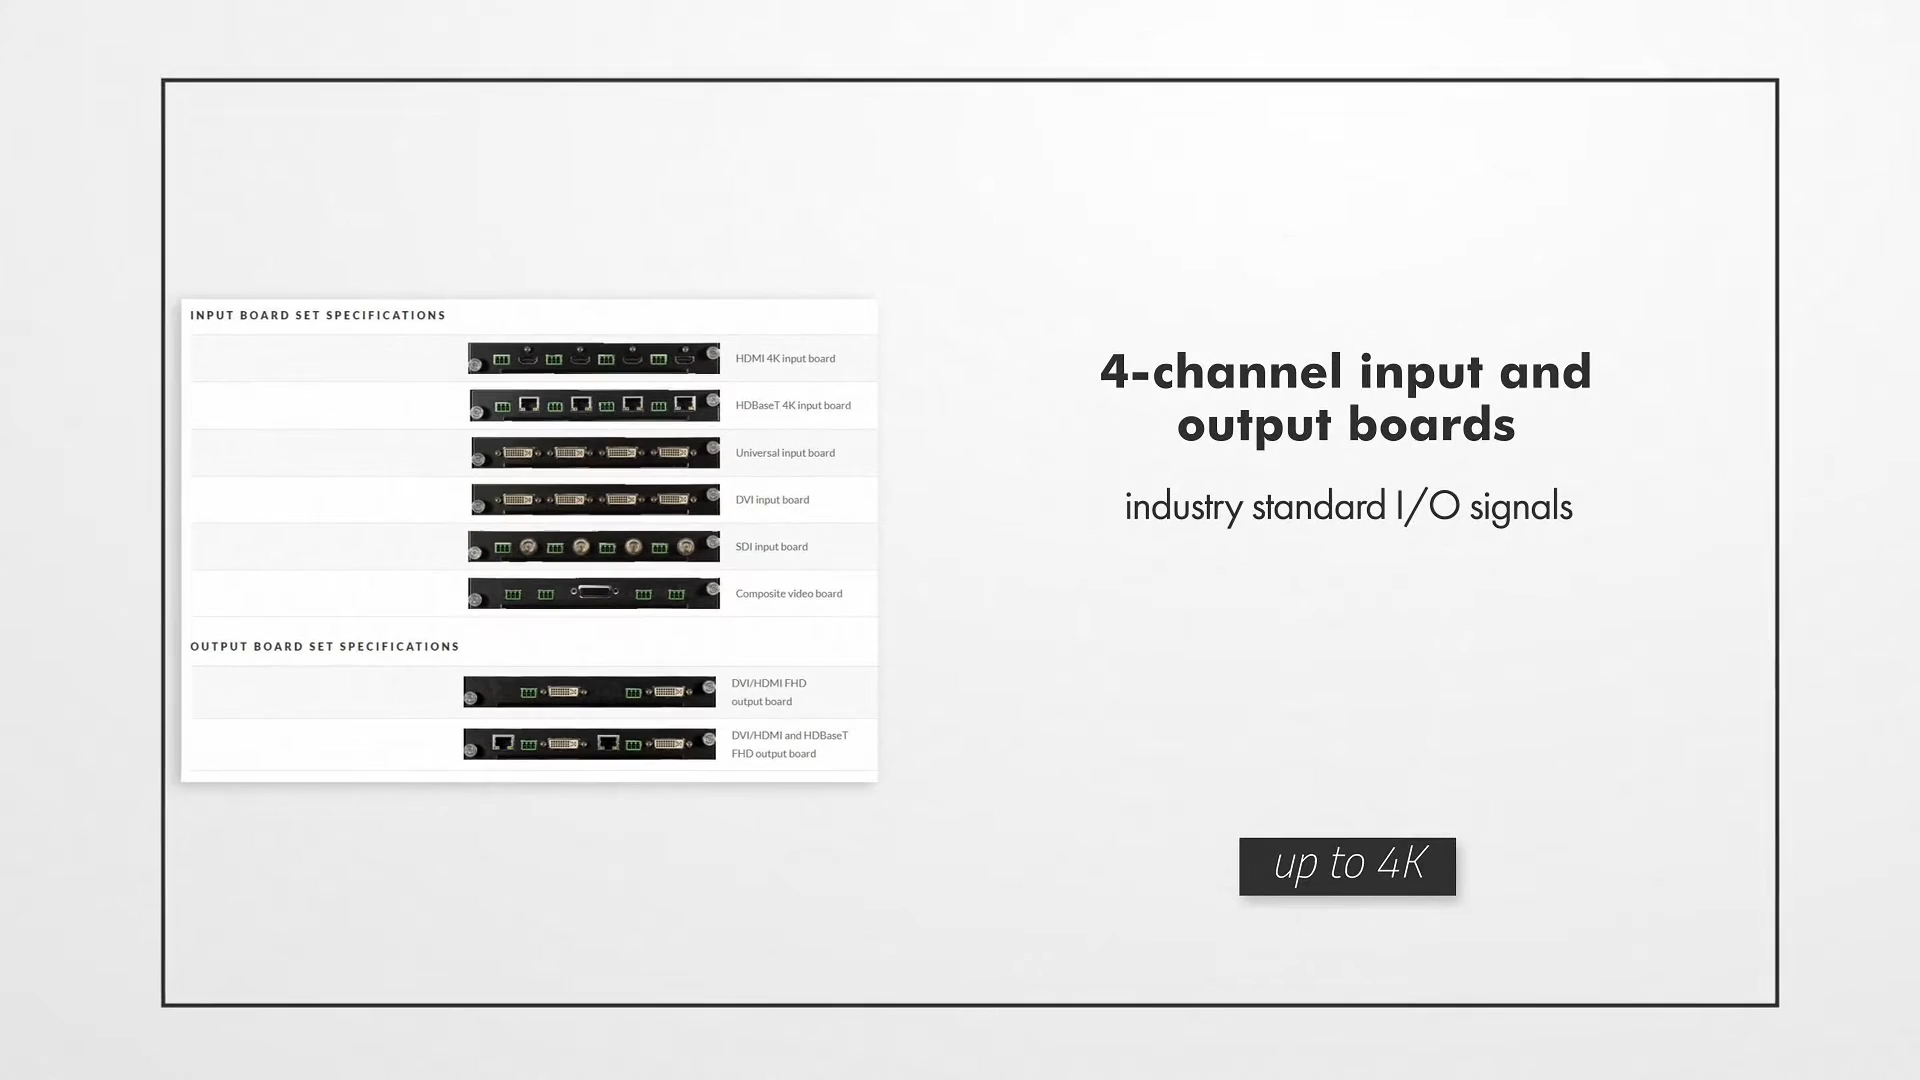 INPUT BOARD SET SPECIFICATIONS
HDMI 4K input board
HDBaseT 4K input board
Universal input board
DVI input board
SDI input board
Composite video board
OUTPUT BOARD SET SPECIFICATIONS
DVI/HDMI FHD
output board
DVI/HDMI and HDBaseT
FHD output board
4-channel input and
output boards
industry standard I/O signals
up to 4K